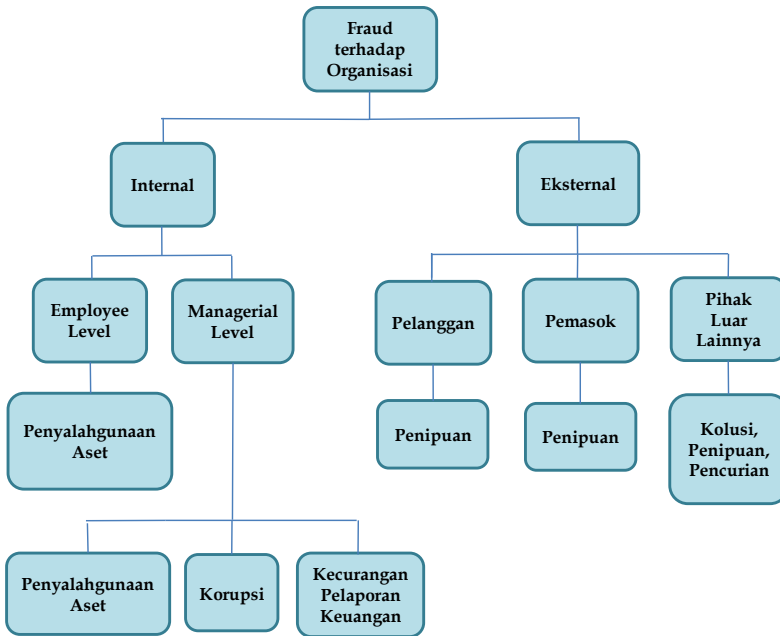 Fraud
terhadap
Organisasi
Internal
Eksternal
Employee
Level
Managerial
Level
Pelanggan
Pemasok
Pihak
Luar
Lainnya
Penyalahgunaan
Aset
Penipuan
Penipuan
Kolusi,
Penipuan,
Pencurian
Penyalahgunaan
Aset
Korupsi
Kecurangan
Pelaporan
Keuangan